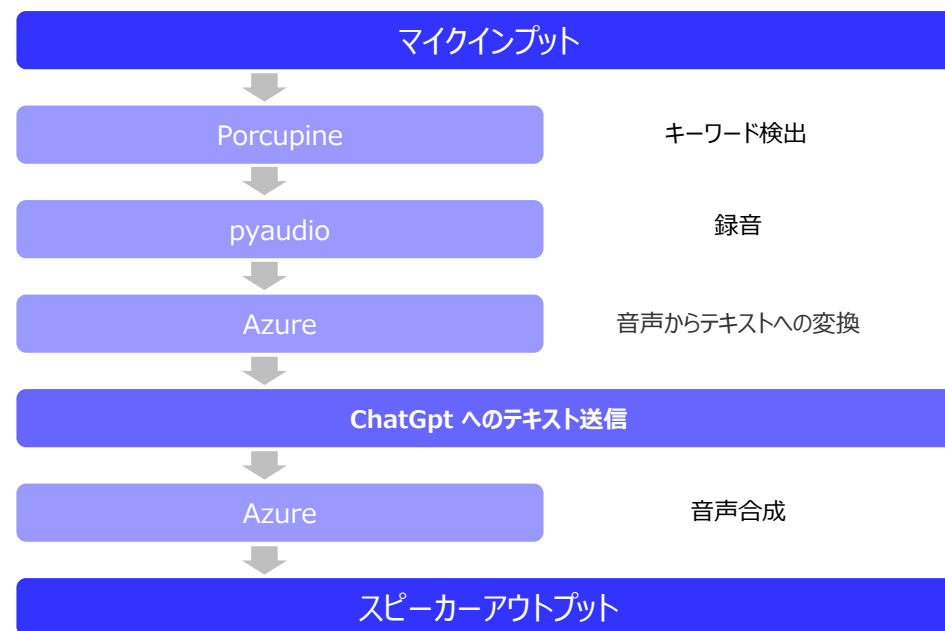 マイクインプット
Porcupine キーワード検出
pyaudio 録音
Azure 音声からテキストへの変換
ChatGpt へのテキスト送信
Azure 音声合成
スピーカーアウトプット